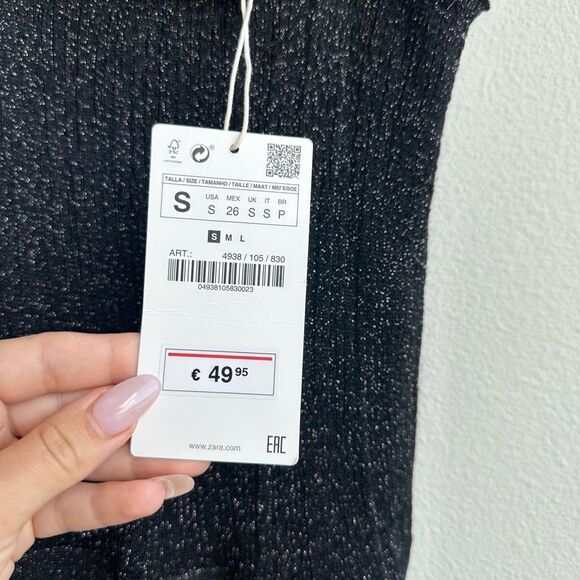 FSC
TALLA / SIZE / TAMANHO / TAILLE / MAAT / ΜΕΓΕΘΟΣ
S
USA MEX UK IT BR
S 26 S S P
S M L
ART.: 4938 / 105 / 830
04938105830023
€ 49 95
www.zara.com
EAC